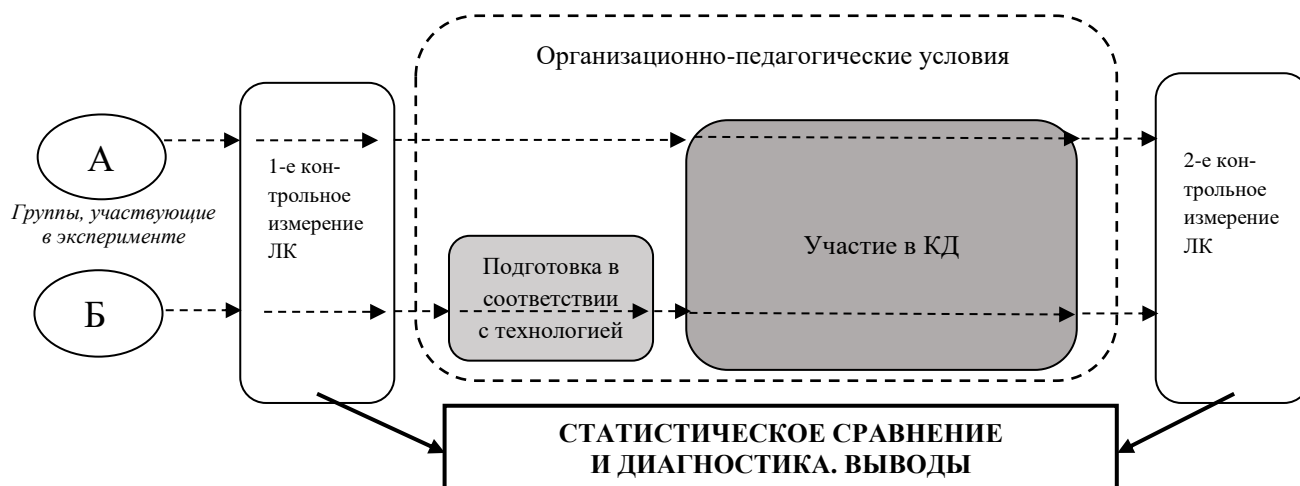 Организационно-педагогические условия
А
Группы, участвующие
в эксперименте
Б
1-е кон-
трольное
измерение
ЛК
Подготовка в
соответствии
с технологией
Участие в КД
2-е кон-
трольное
измерение
ЛК
СТАТИСТИЧЕСКОЕ СРАВНЕНИЕ
И ДИАГНОСТИКА. ВЫВОДЫ